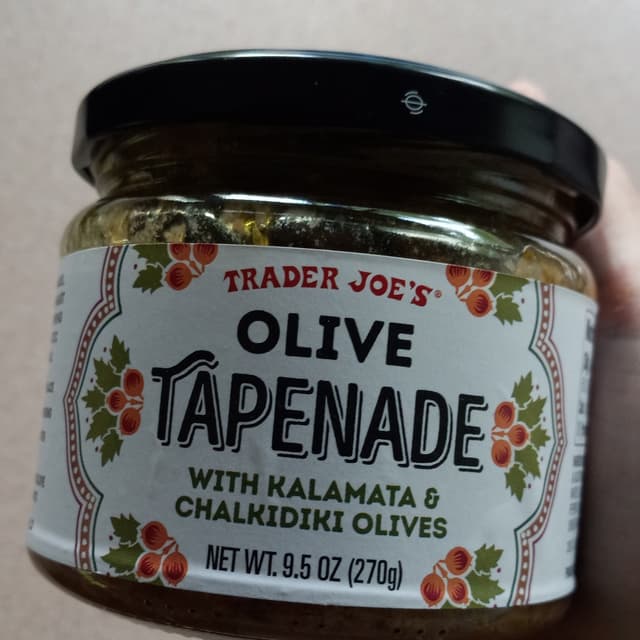 TRADER JOE'S®
OLIVE
TAPENADE
WITH KALAMATA &
CHALKIDIKI OLIVES
NET WT. 9.5 OZ (270g)